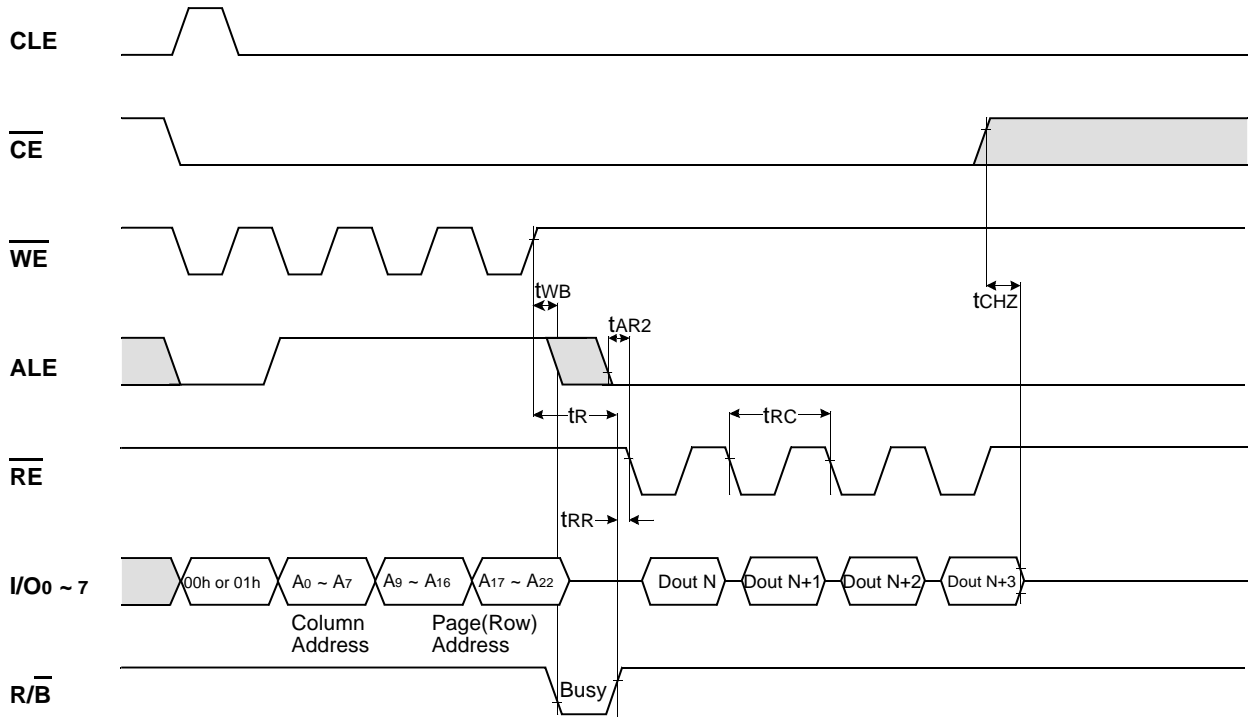 CLE
CE
WE
tWB
tCHZ
tAR2
ALE
tR
tRC
RE
tRR
I/O0 ~ 7
00h or 01h
A0 ~ A7
A9 ~ A16
A17 ~ A22
Dout N
Dout N+1
Dout N+2
Dout N+3
Column
Address
Page(Row)
Address
R/B
Busy